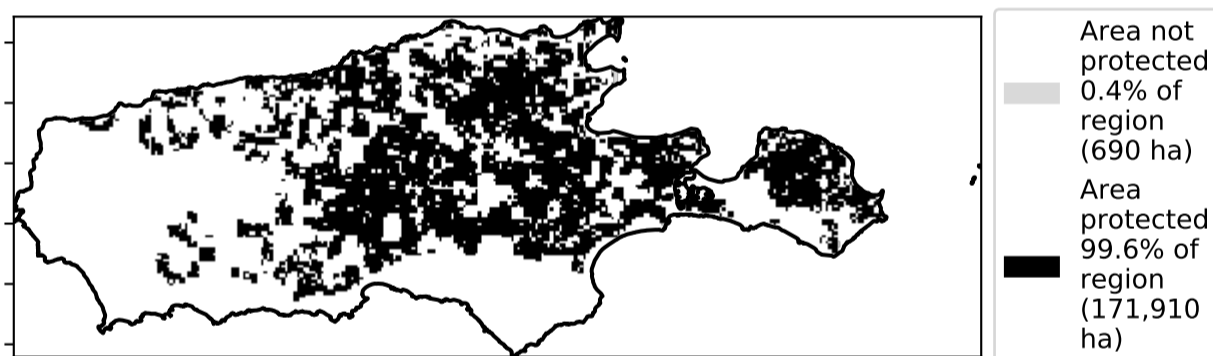 Area not
protected
0.4% of
region
(690 ha)
Area
protected
99.6% of
region
(171,910
ha)